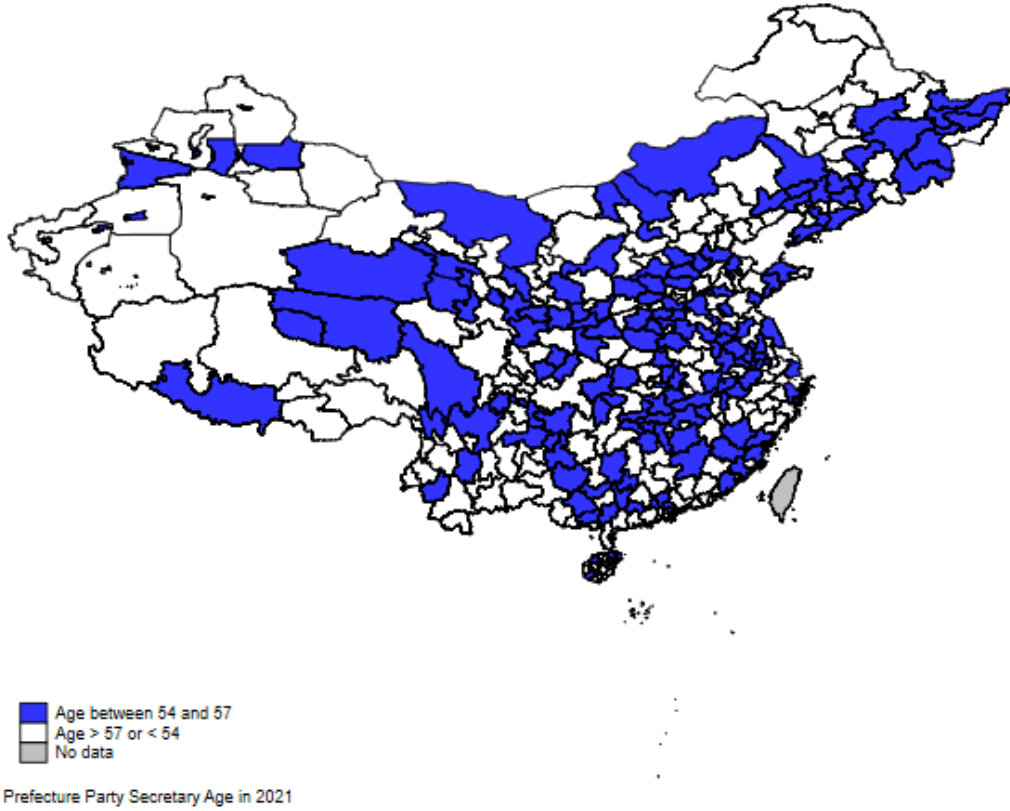 Age between 54 and 57
Age > 57 or < 54
No data
Prefecture Party Secretary Age in 2021